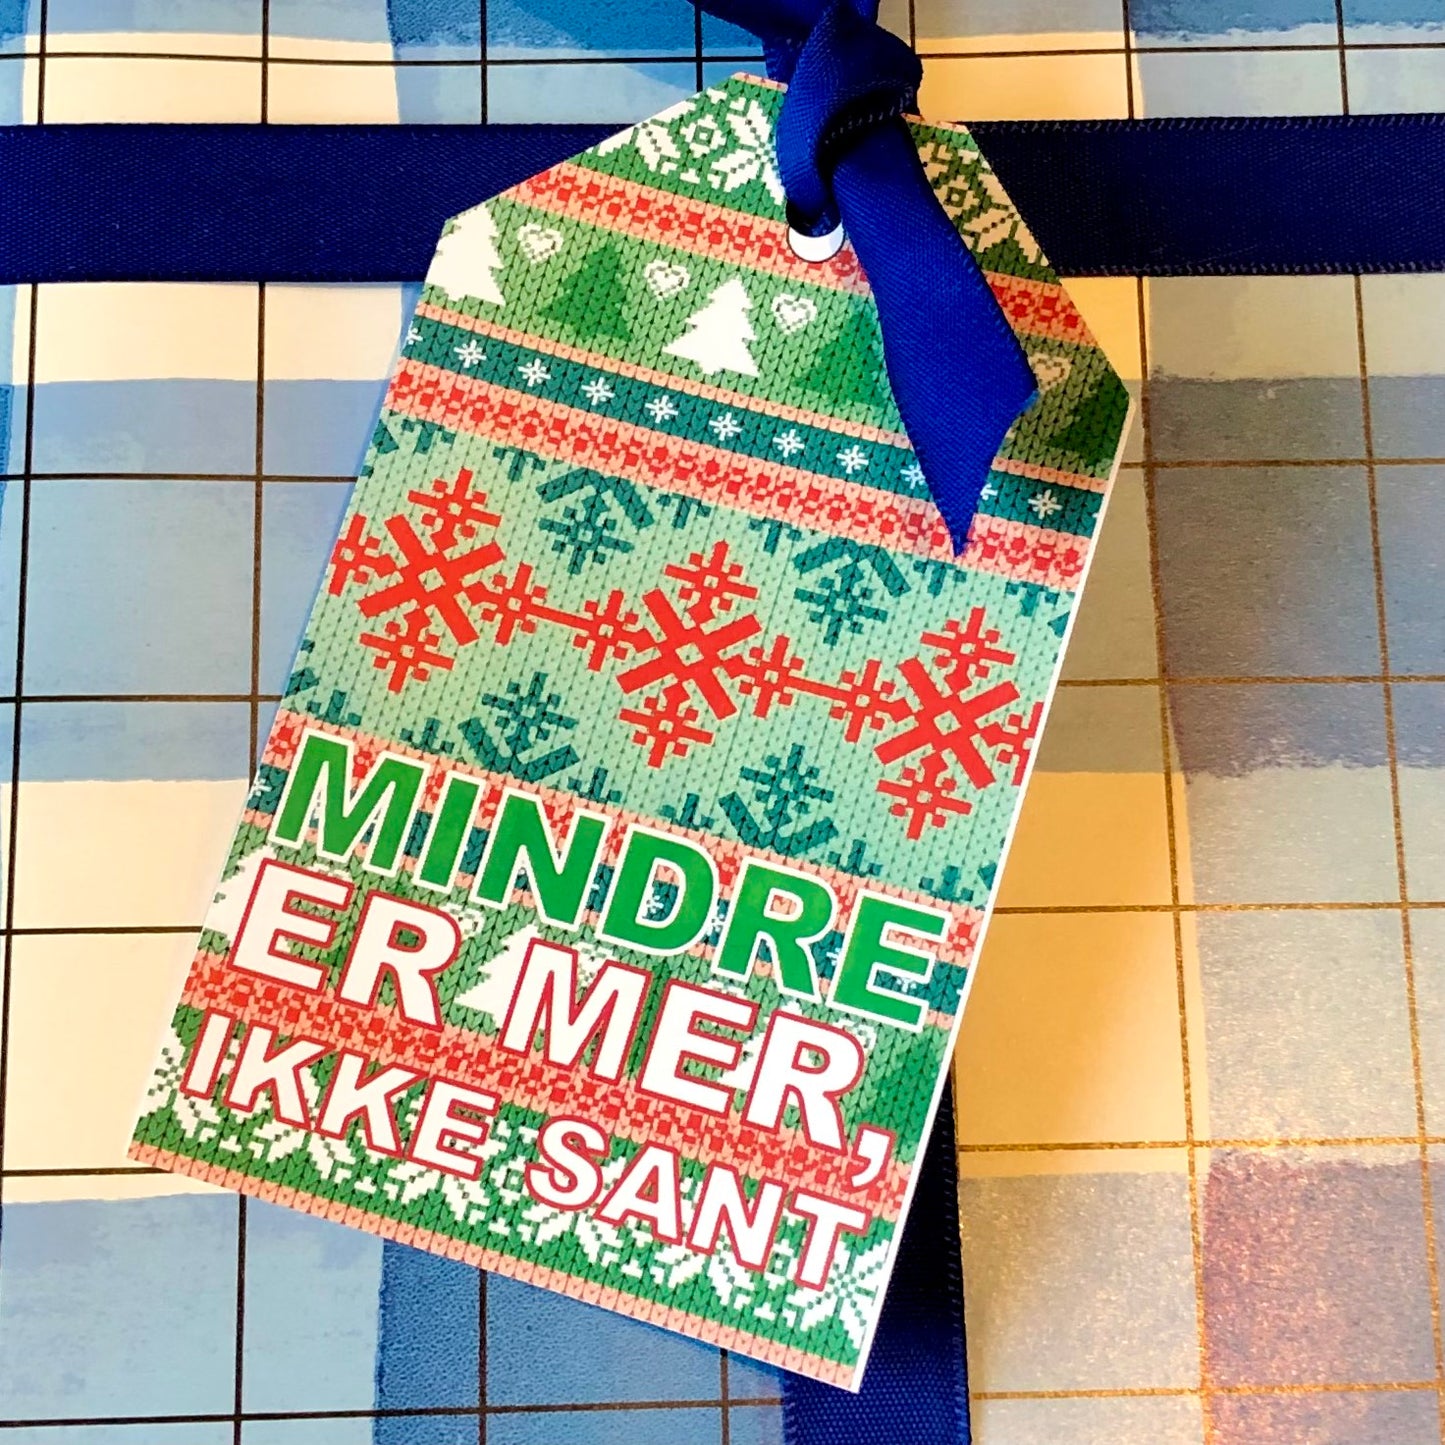 MINDRE
ER MER,
IKKE SANT